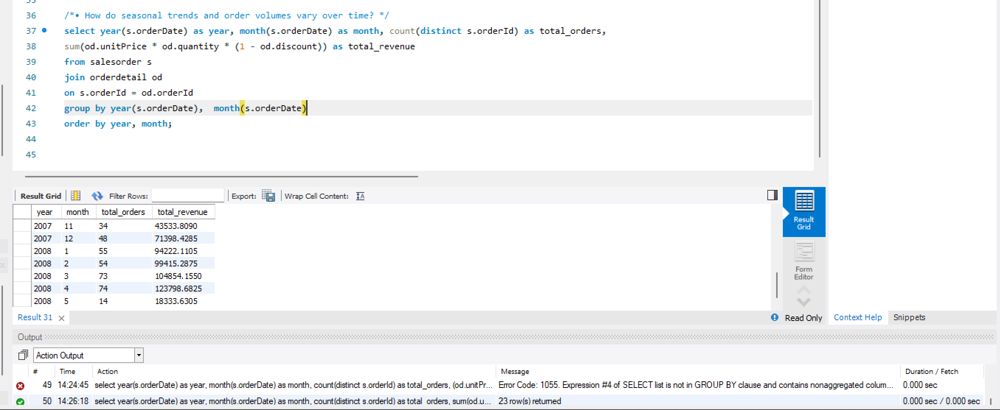 36 /*• How do seasonal trends and order volumes vary over time? */
37 select year(s.orderDate) as year, month(s.orderDate) as month, count(distinct s.orderId) as total_orders,
38 sum(od.unitPrice * od.quantity * (1 - od.discount)) as total_revenue
39 from salesorder s
40 join orderdetail od
41 on s.orderId = od.orderId
42 group by year(s.orderDate),  month(s.orderDate)
43 order by year, month;
44
45
Result Grid Filter Rows: Export: Wrap Cell Content:
year month total_orders total_revenue
2007 11 34 43533.8090
2007 12 48 71398.4285
2008 1 55 94222.1105
2008 2 54 99415.2875
2008 3 73 104854.1550
2008 4 74 123798.6825
2008 5 14 18333.6305
Result
Grid
Form
Editor
Result 31 Read Only Context Help Snippets
Output
Action Output
# Time Action Message Duration / Fetch
49 14:24:45 select year(s.orderDate) as year, month(s.orderDate) as month, count(distinct s.orderId) as total_orders, (od.unitPr... Error Code: 1055. Expression #4 of SELECT list is not in GROUP BY clause and contains nonaggregated colum... 0.000 sec
50 14:26:18 select year(s.orderDate) as year, month(s.orderDate) as month, count(distinct s.orderId) as total_orders, sum(od.u... 23 row(s) returned 0.000 sec / 0.000 sec